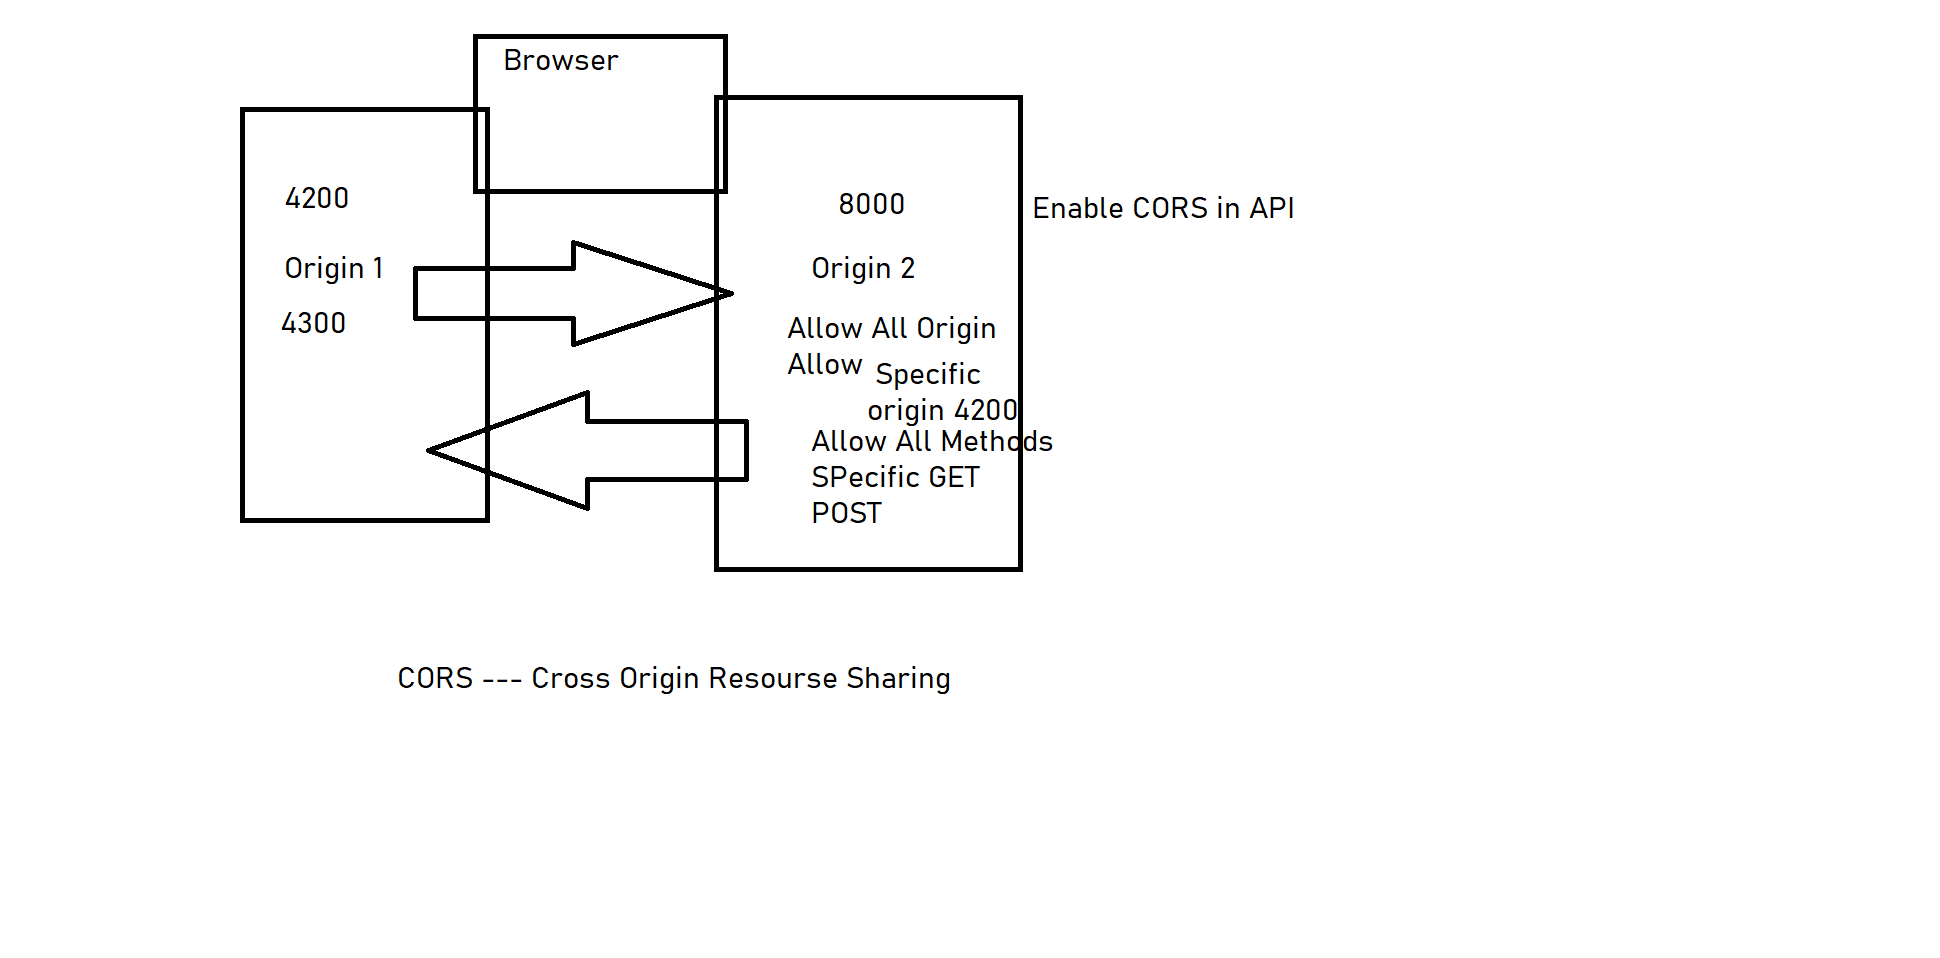 Browser
4200
Origin 1
4300
8000
Origin 2
Allow All Origin
Allow Specific
origin 4200
Allow All Methods
SPecific GET
POST
Enable CORS in API
CORS --- Cross Origin Resourse Sharing